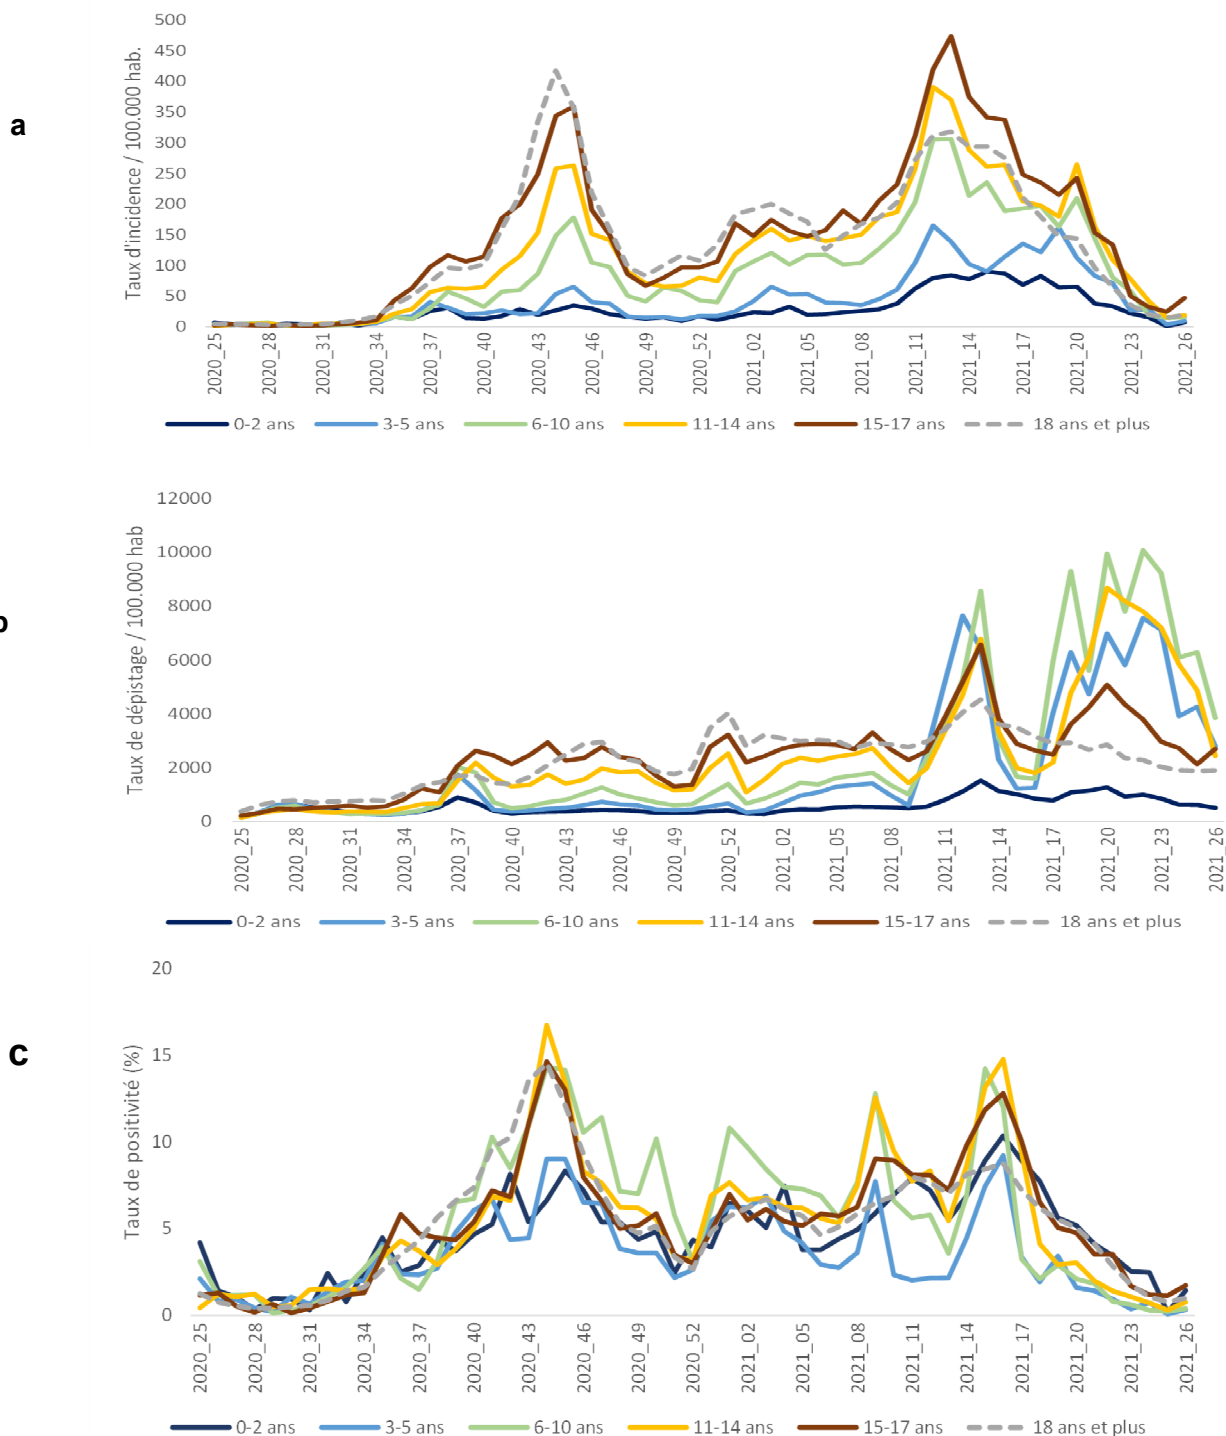 a
Taux d'incidence / 100.000 hab.
500
450
400
350
300
250
200
150
100
50
0
2020_25 2020_28 2020_31 2020_34 2020_37 2020_40 2020_43 2020_46 2020_49 2020_52 2021_02 2021_05 2021_08 2021_11 2021_14 2021_17 2021_20 2021_23 2021_26
0-2 ans 3-5 ans 6-10 ans 11-14 ans 15-17 ans 18 ans et plus
b
Taux de dépistage / 100.000 hab
12000
10000
8000
6000
4000
2000
0
2020_25 2020_28 2020_31 2020_34 2020_37 2020_40 2020_43 2020_46 2020_49 2020_52 2021_02 2021_05 2021_08 2021_11 2021_14 2021_17 2021_20 2021_23 2021_26
0-2 ans 3-5 ans 6-10 ans 11-14 ans 15-17 ans 18 ans et plus
c
Taux de positivité (%)
20
15
10
5
0
2020_25 2020_28 2020_31 2020_34 2020_37 2020_40 2020_43 2020_46 2020_49 2020_52 2021_02 2021_05 2021_08 2021_11 2021_14 2021_17 2021_20 2021_23 2021_26
0-2 ans 3-5 ans 6-10 ans 11-14 ans 15-17 ans 18 ans et plus